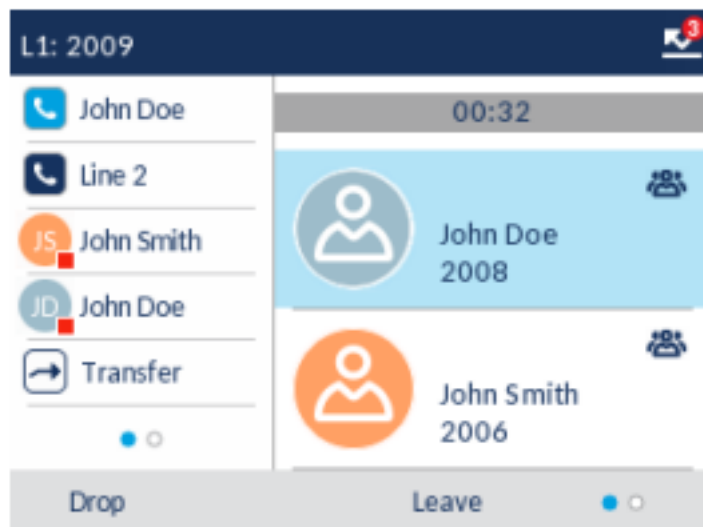 L1: 2009
3
John Doe
Line 2
JS
John Smith
JD
John Doe
Transfer
00:32
John Doe
2008
John Smith
2006
Drop
Leave